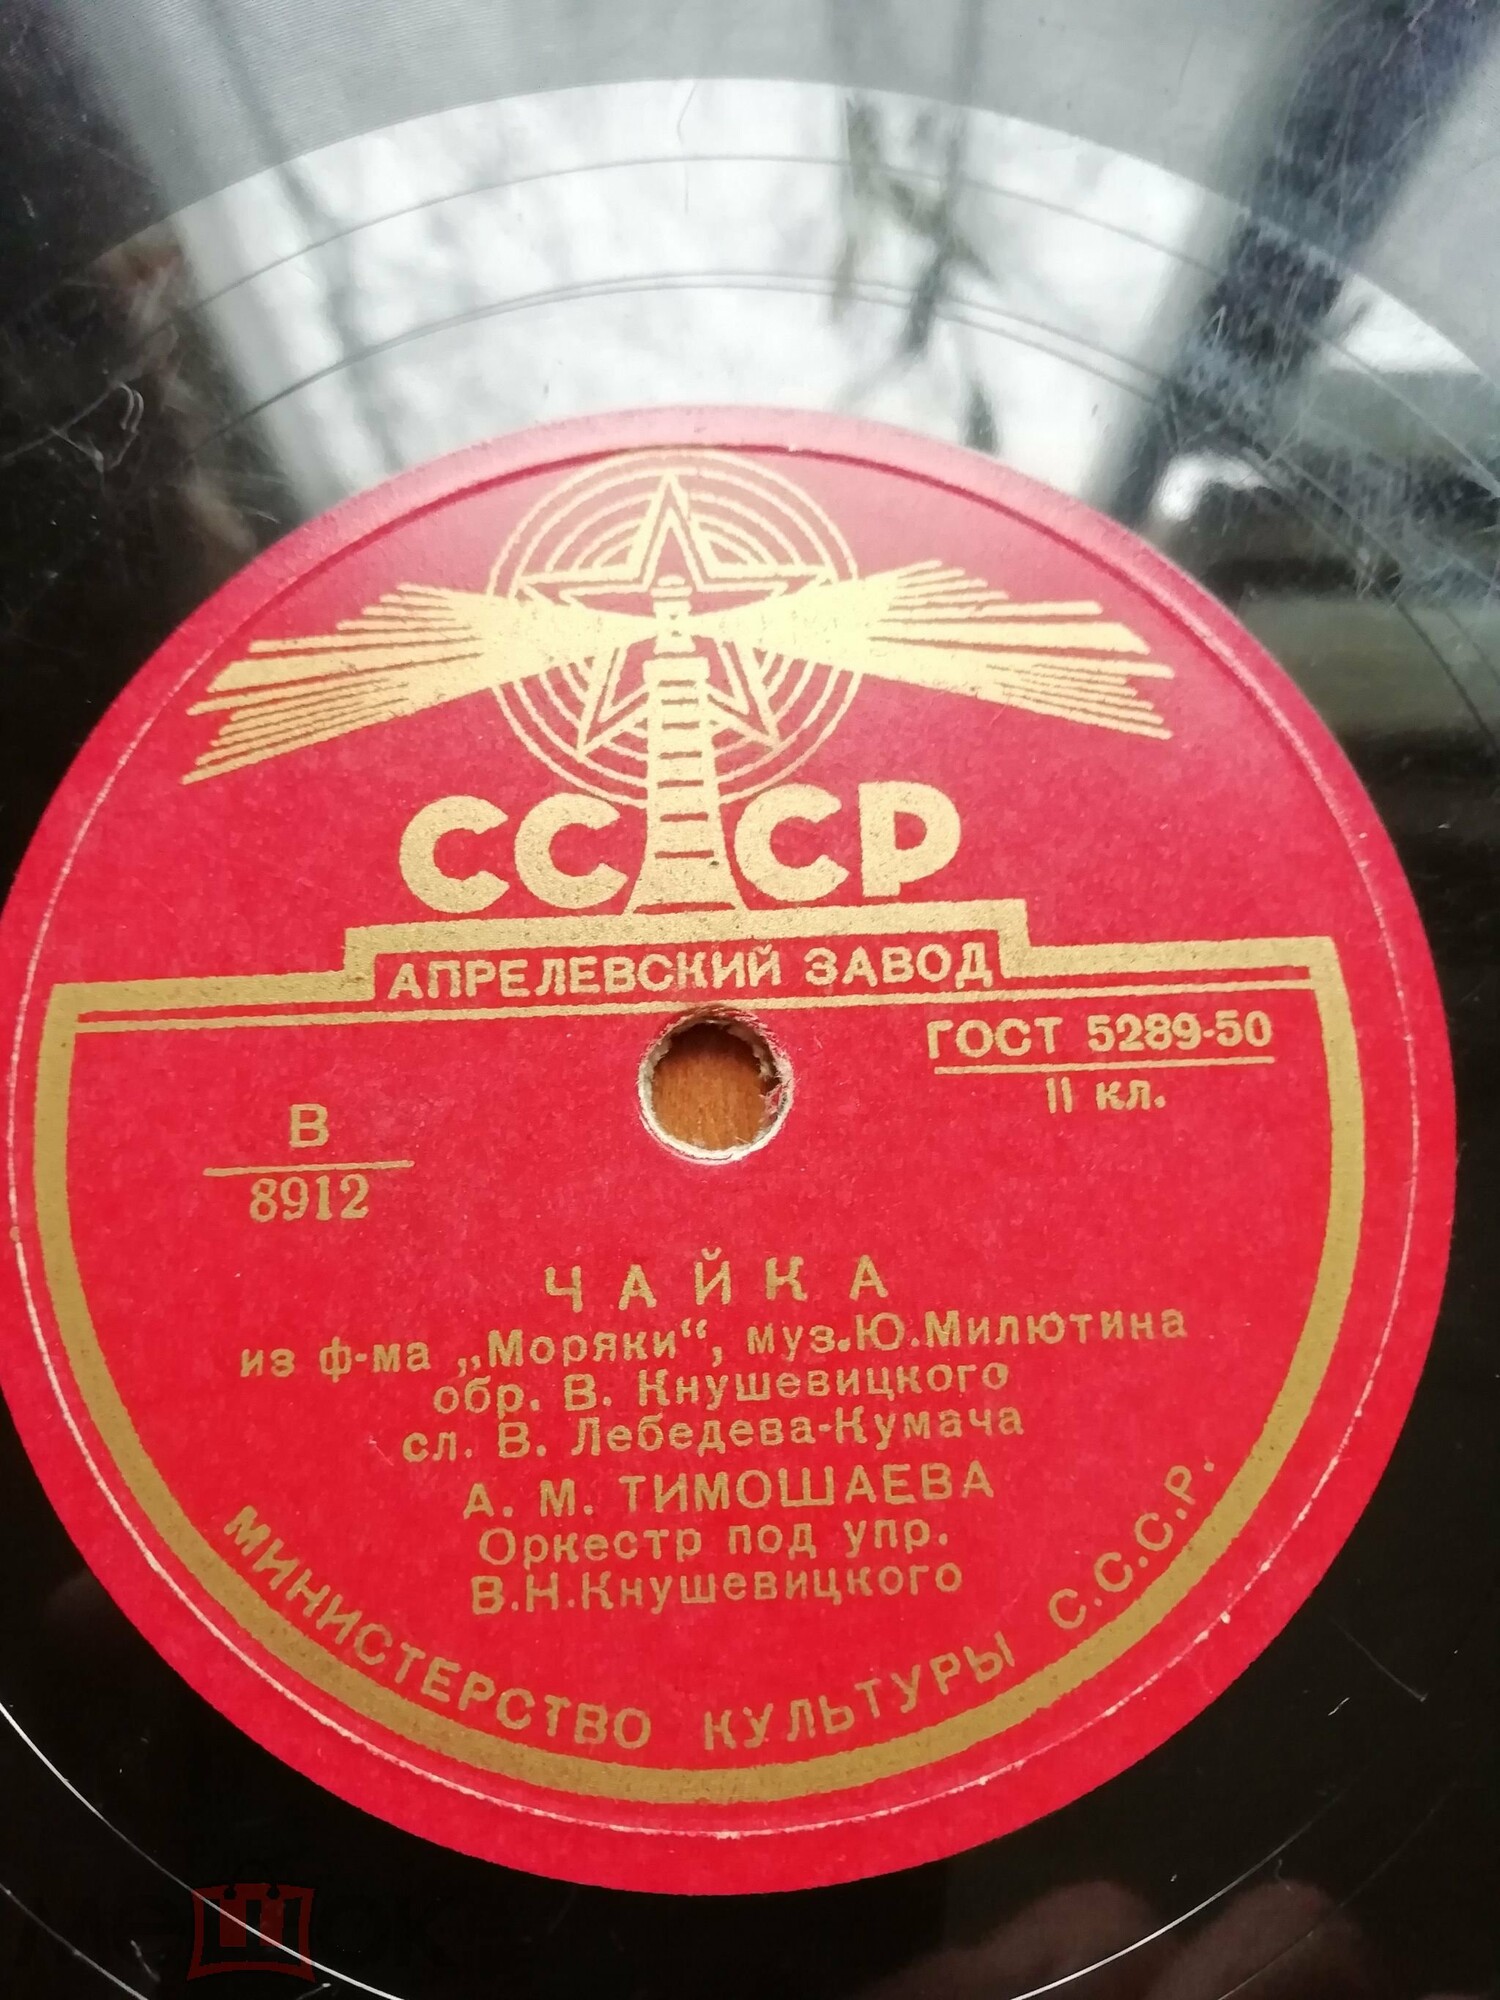 СССР
АПРЕЛЕВСКИЙ ЗАВОД
ГОСТ 5289-50
II кл.
В
8912
ЧАЙКА
из ф-ма „Моряки“, муз.Ю.Милютина
обр. В. Кнушевицкого
сл. В. Лебедева-Кумача
А. М. ТИМОШАЕВА
Оркестр под упр.
В.Н.Кнушевицкого
МИНИСТЕРСТВО КУЛЬТУРЫ С.С.С.Р.